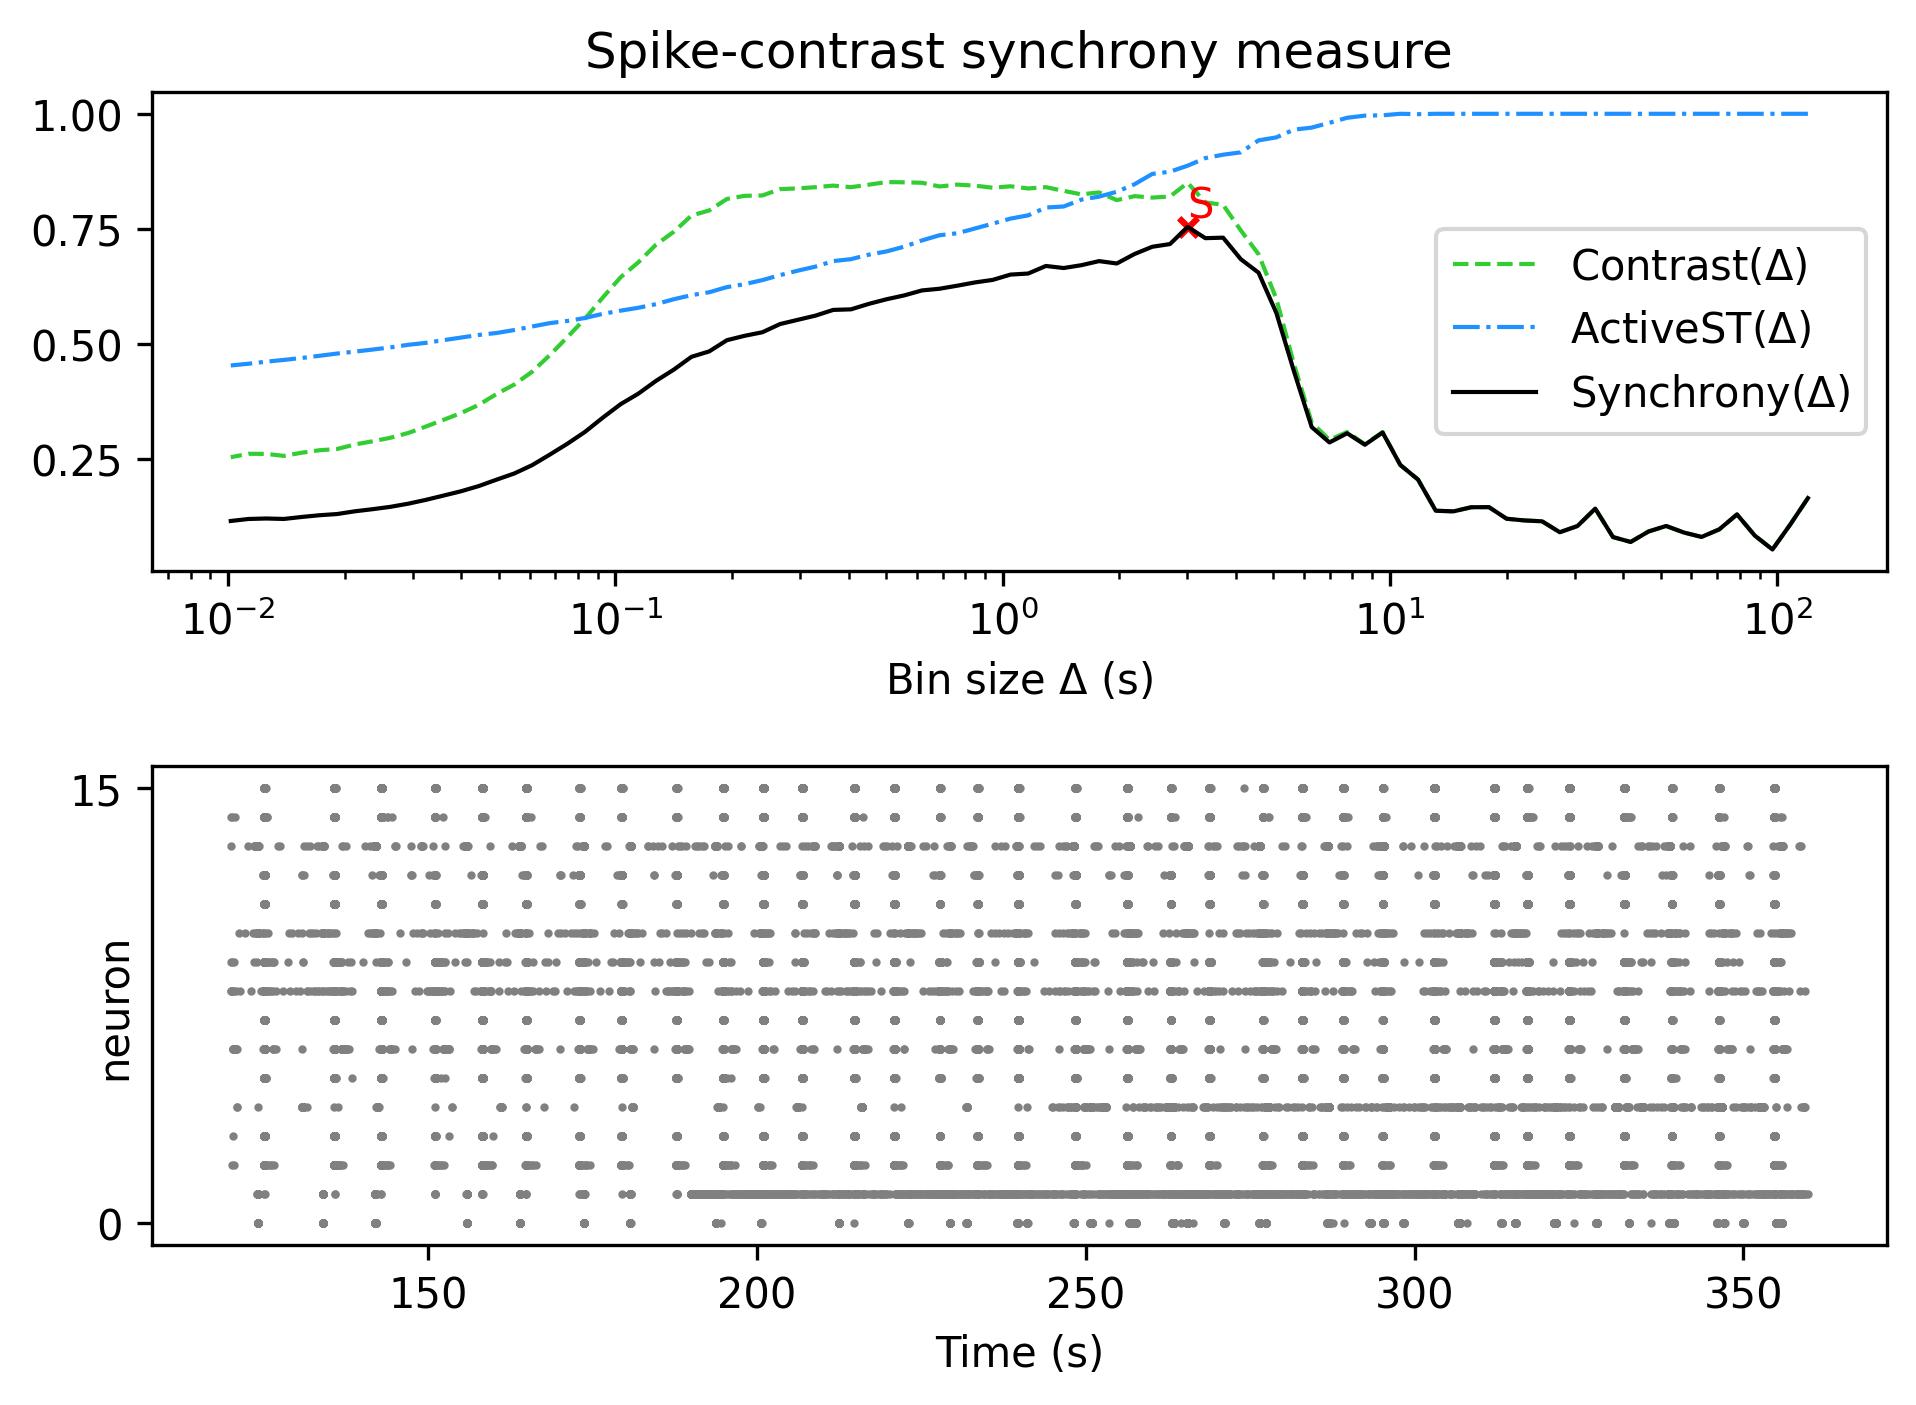 Spike-contrast synchrony measure
1.00
0.75
0.50
0.25
S
Contrast(Δ)
ActiveST(Δ)
Synchrony(Δ)
10⁻² 10⁻¹ 10⁰ 10¹ 10²
Bin size Δ (s)
15
0
neuron
150 200 250 300 350
Time (s)